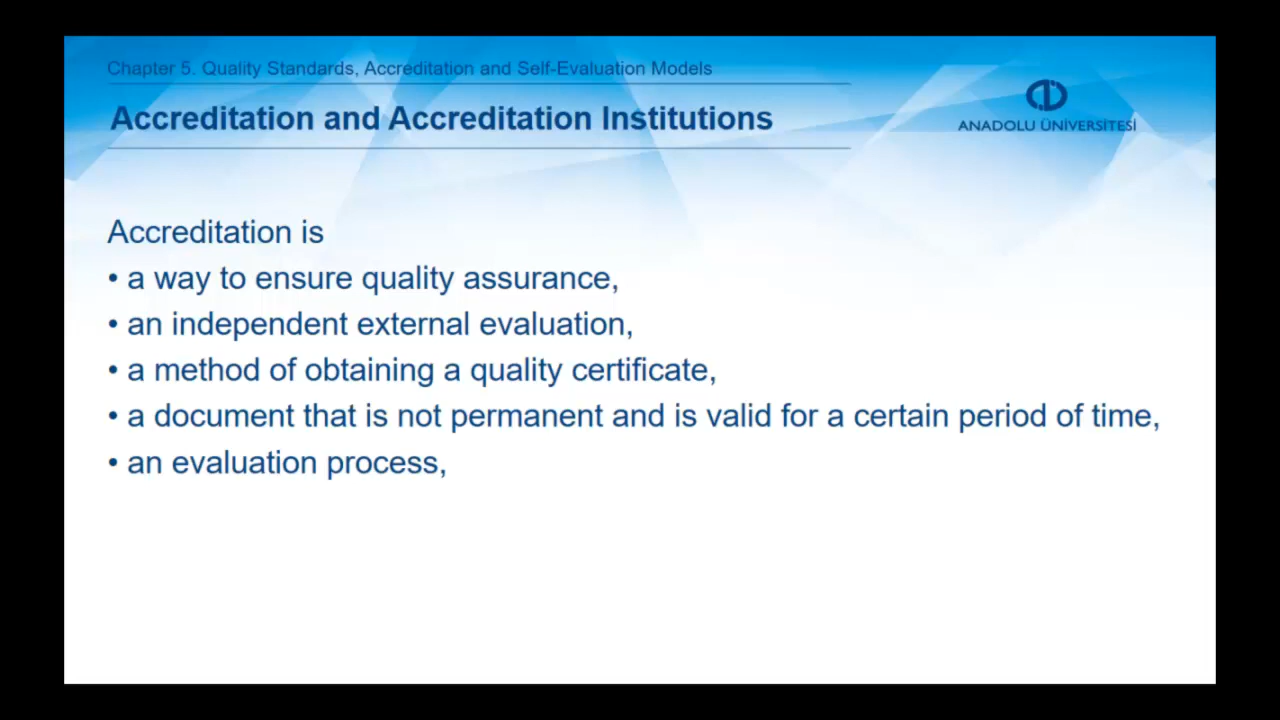 Chapter 5. Quality Standards, Accreditation and Self-Evaluation Models
Accreditation and Accreditation Institutions
ANADOLU ÜNİVERSİTESİ
Accreditation is
• a way to ensure quality assurance,
• an independent external evaluation,
• a method of obtaining a quality certificate,
• a document that is not permanent and is valid for a certain period of time,
• an evaluation process,